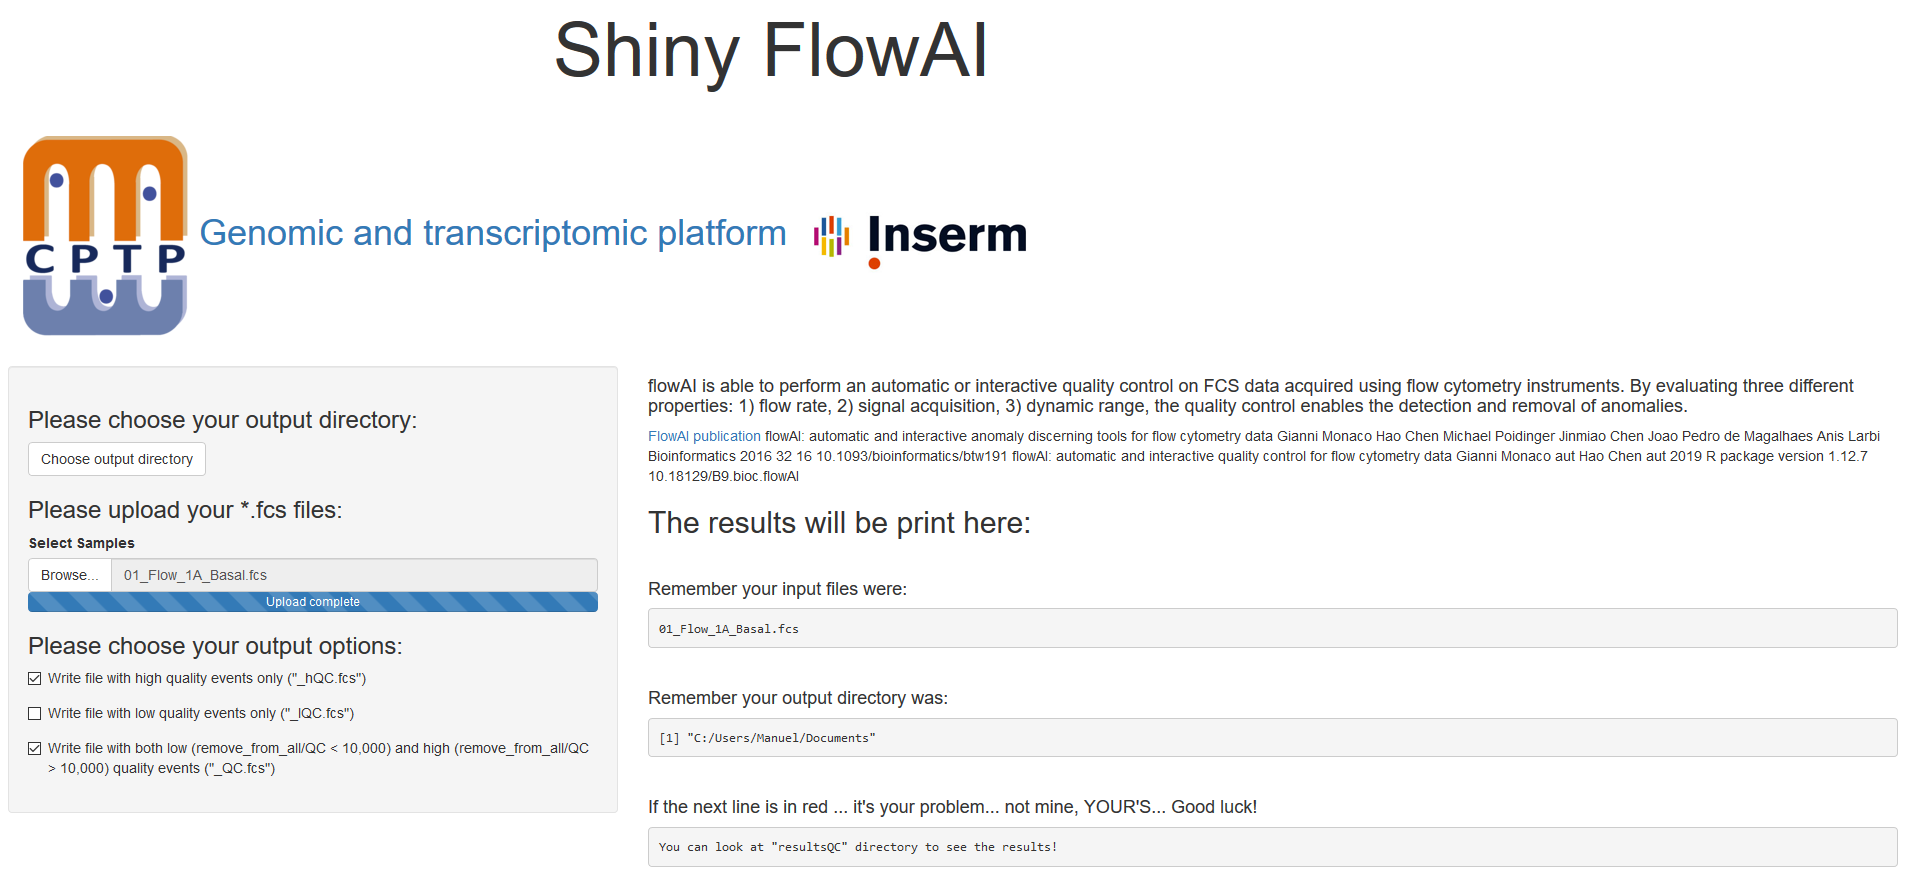 Shiny FlowAI
CPTP
Genomic and transcriptomic platform
Inserm
Please choose your output directory:
Choose output directory
Please upload your *.fcs files:
Select Samples
Browse...
01_Flow_1A_Basal.fcs
Upload complete
Please choose your output options:
Write file with high quality events only ("_hQC.fcs")
Write file with low quality events only ("_lQC.fcs")
Write file with both low (remove_from_all/QC < 10,000) and high (remove_from_all/QC
> 10,000) quality events ("_QC.fcs")
flowAI is able to perform an automatic or interactive quality control on FCS data acquired using flow cytometry instruments. By evaluating three different
properties: 1) flow rate, 2) signal acquisition, 3) dynamic range, the quality control enables the detection and removal of anomalies.
FlowAI publication flowAI: automatic and interactive anomaly discerning tools for flow cytometry data Gianni Monaco Hao Chen Michael Poidinger Jinmiao Chen Joao Pedro de Magalhaes Anis Larbi
Bioinformatics 2016 32 16 10.1093/bioinformatics/btw191 flowAI: automatic and interactive quality control for flow cytometry data Gianni Monaco aut Hao Chen aut 2019 R package version 1.12.7
10.18129/B9.bioc.flowAI
The results will be print here:
Remember your input files were:
01_Flow_1A_Basal.fcs
Remember your output directory was:
[1] "C:/Users/Manuel/Documents"
If the next line is in red ... it's your problem... not mine, YOUR'S... Good luck!
You can look at "resultsQC" directory to see the results!